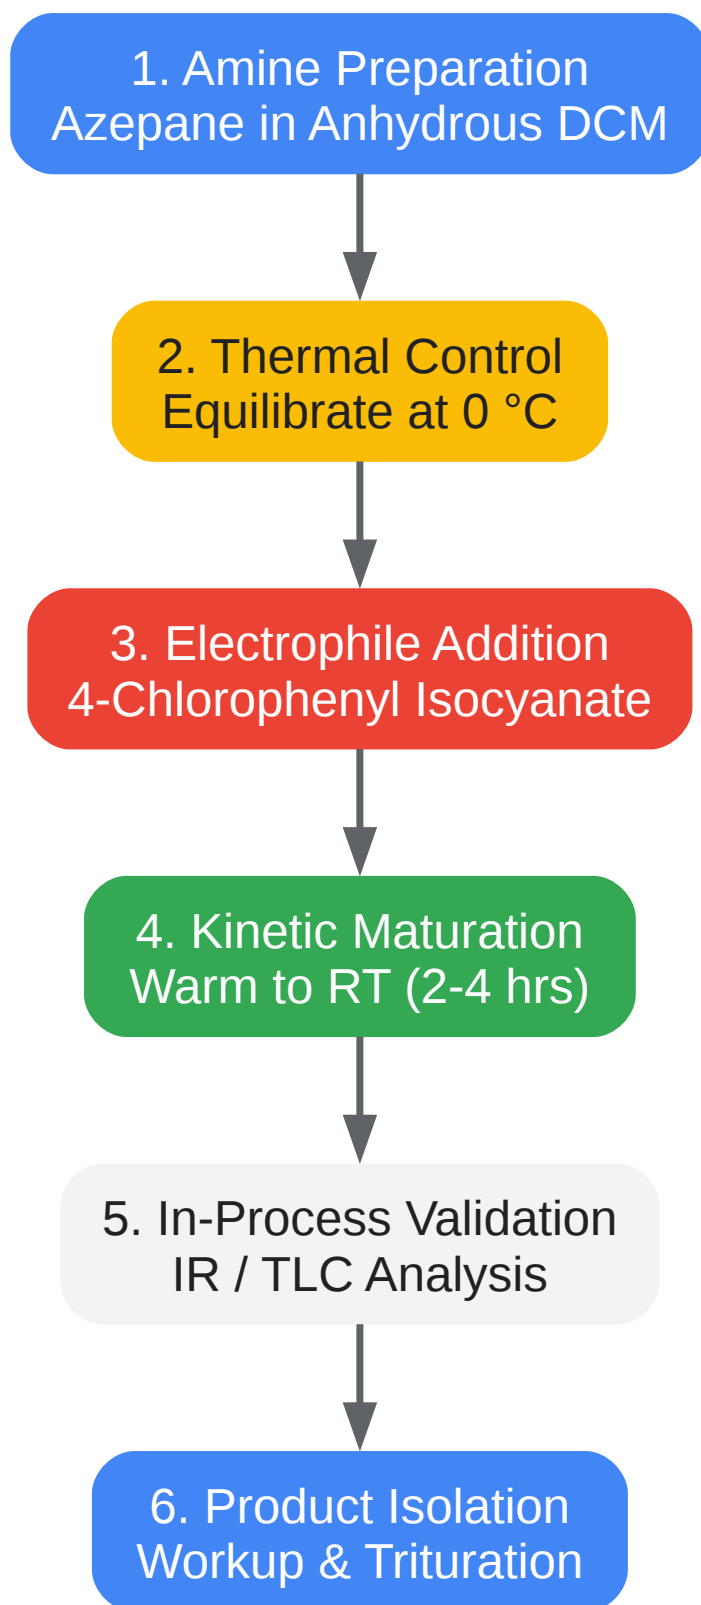 1. Amine Preparation
Azepane in Anhydrous DCM
2. Thermal Control
Equilibrate at 0 °C
3. Electrophile Addition
4-Chlorophenyl Isocyanate
4. Kinetic Maturation
Warm to RT (2-4 hrs)
5. In-Process Validation
IR / TLC Analysis
6. Product Isolation
Workup & Trituration